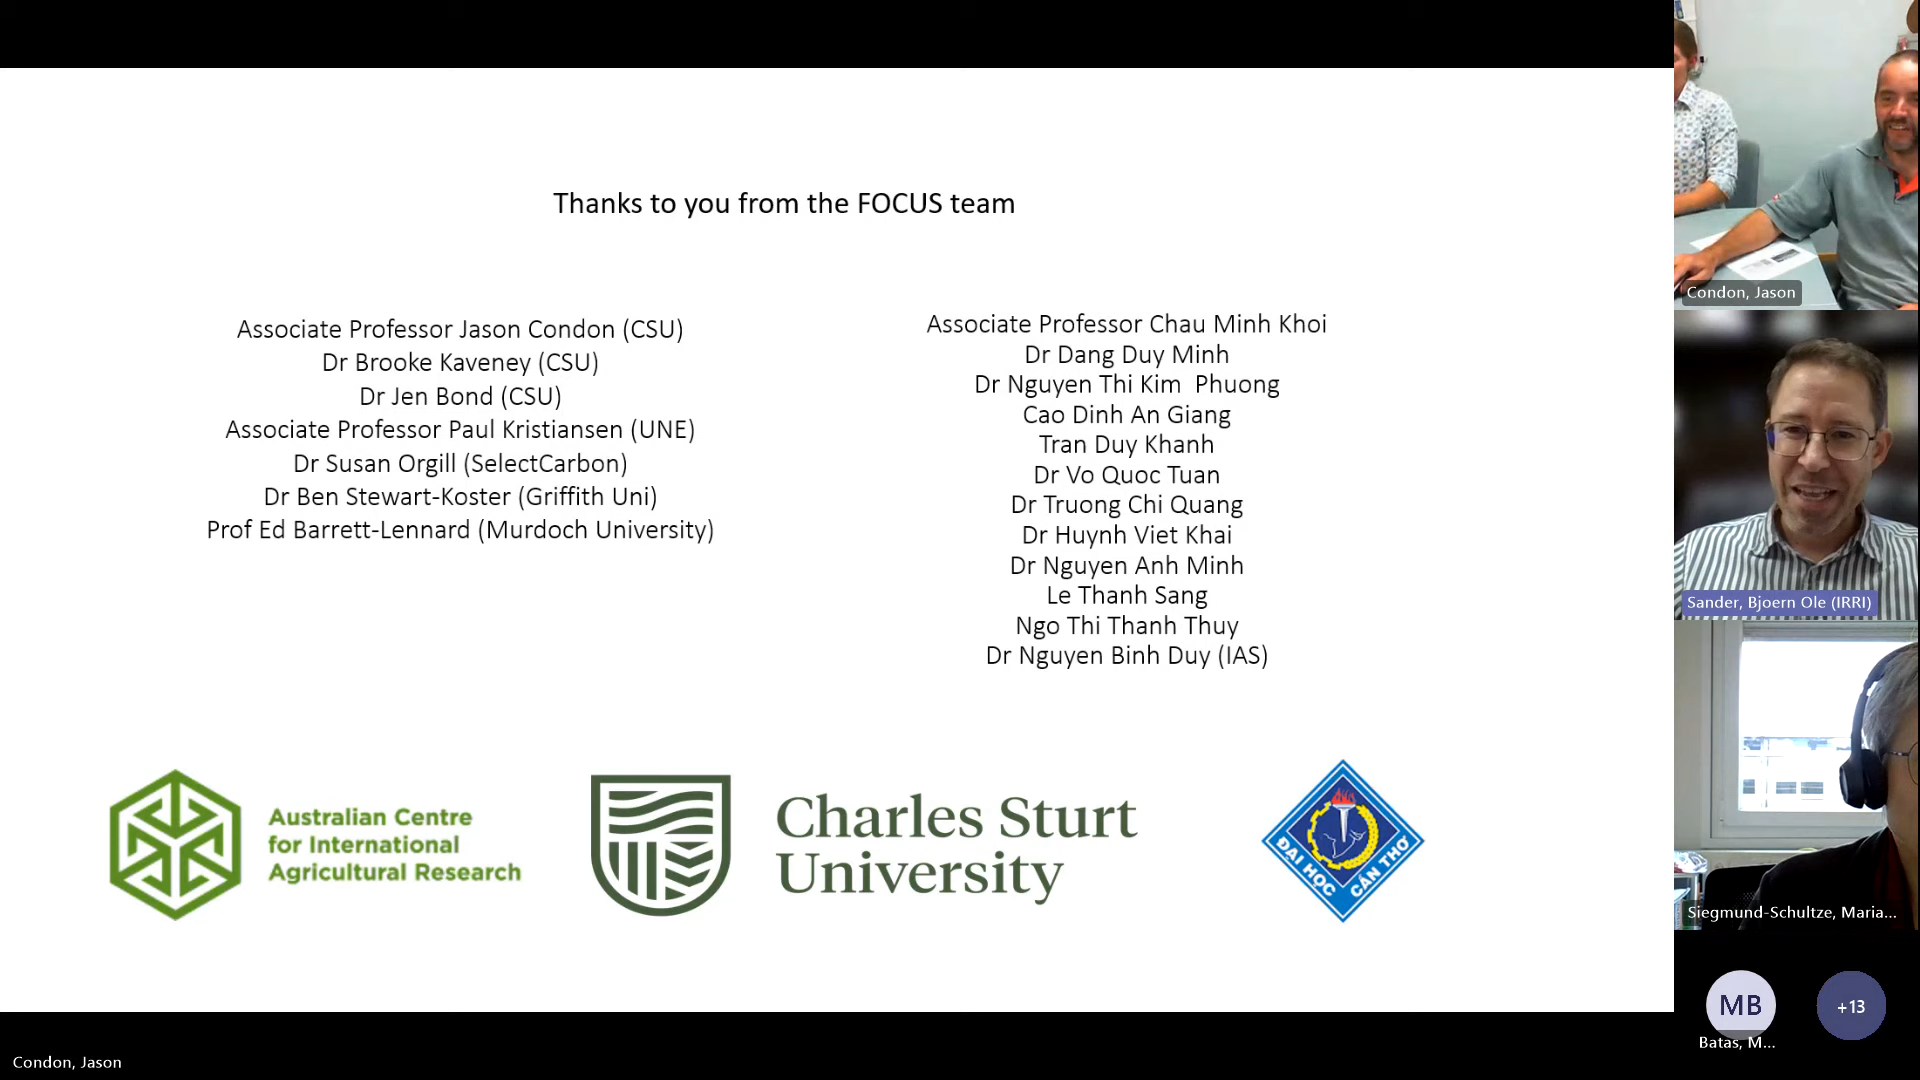 Thanks to you from the FOCUS team
Associate Professor Jason Condon (CSU)
Dr Brooke Kaveney (CSU)
Dr Jen Bond (CSU)
Associate Professor Paul Kristiansen (UNE)
Dr Susan Orgill (SelectCarbon)
Dr Ben Stewart-Koster (Griffith Uni)
Prof Ed Barrett-Lennard (Murdoch University)
Associate Professor Chau Minh Khoi
Dr Dang Duy Minh
Dr Nguyen Thi Kim  Phuong
Cao Dinh An Giang
Tran Duy Khanh
Dr Vo Quoc Tuan
Dr Truong Chi Quang
Dr Huynh Viet Khai
Dr Nguyen Anh Minh
Le Thanh Sang
Ngo Thi Thanh Thuy
Dr Nguyen Binh Duy (IAS)
Australian Centre
for International
Agricultural Research
Charles Sturt
University
ĐẠI HỌC CẦN THƠ
Condon, Jason
Sander, Bjoern Ole (IRRI)
Siegmund-Schultze, Maria...
MB
+13
Batas, M...
Condon, Jason